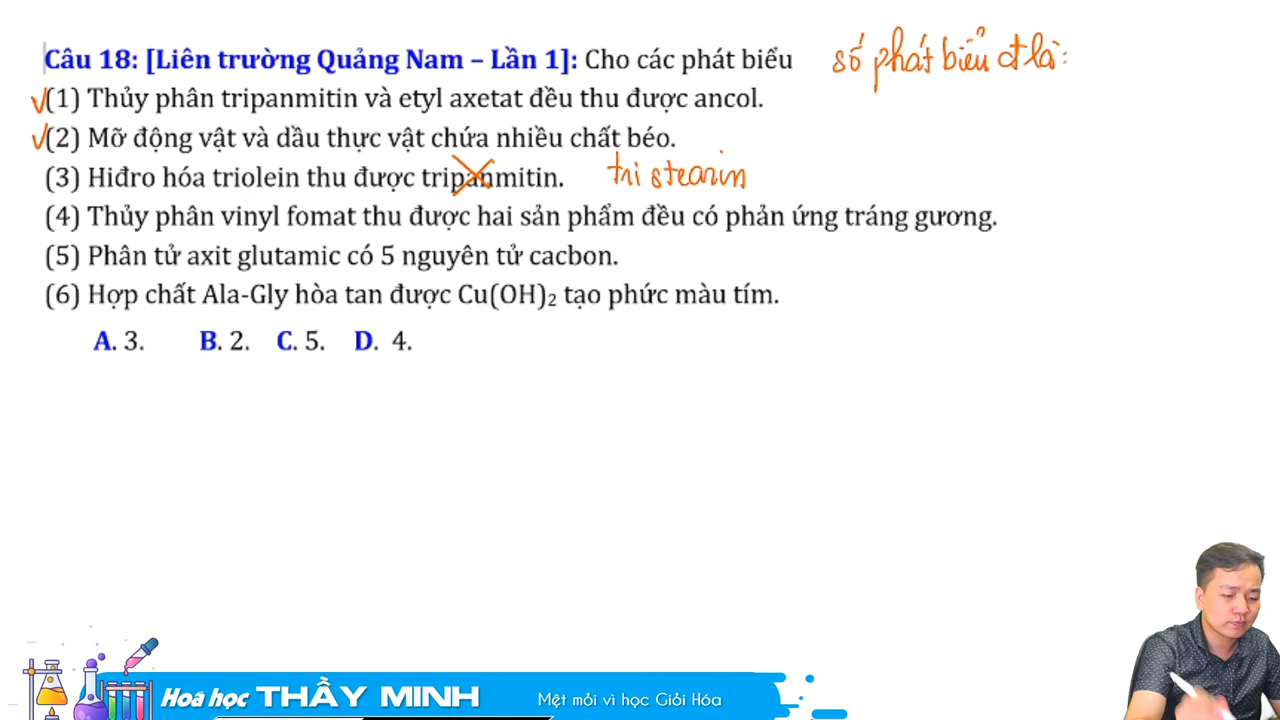 Câu 18: [Liên trường Quảng Nam – Lần 1]: Cho các phát biểu số phát biểu đ là:
(1) Thủy phân tripanmitin và etyl axetat đều thu được ancol.
(2) Mỡ động vật và dầu thực vật chứa nhiều chất béo.
(3) Hiđro hóa triolein thu được tripanmitin. tri stearin
(4) Thủy phân vinyl fomat thu được hai sản phẩm đều có phản ứng tráng gương.
(5) Phân tử axit glutamic có 5 nguyên tử cacbon.
(6) Hợp chất Ala-Gly hòa tan được Cu(OH)₂ tạo phức màu tím.
A. 3. B. 2. C. 5. D. 4.
Hoá học THẦY MINH Mệt mỏi vì học Giỏi Hóa